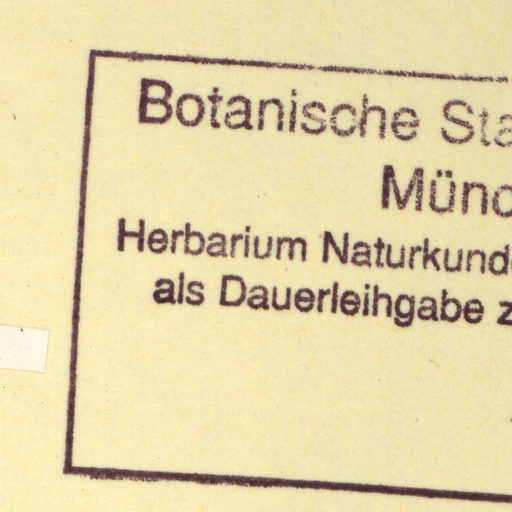 Botanische Sta
Münc
Herbarium Naturkunde
als Dauerleihgabe z